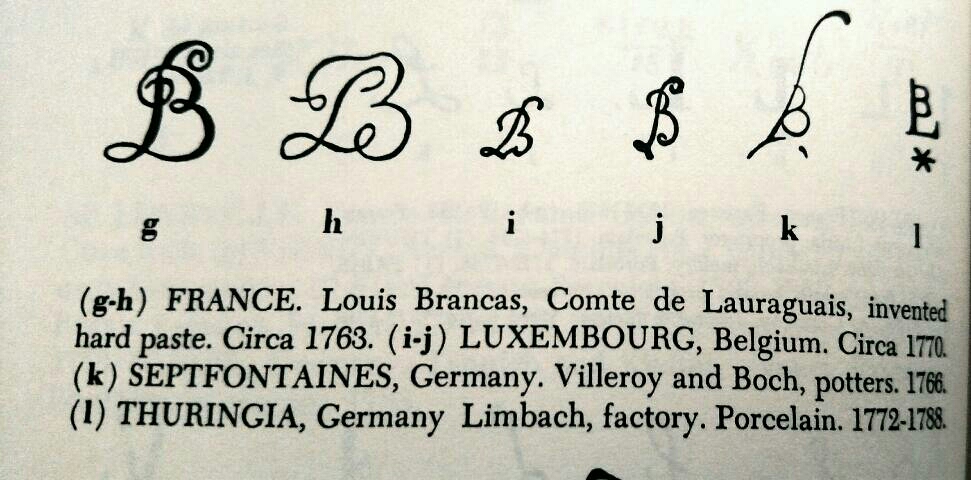 g h i j k l
(g-h) FRANCE. Louis Brancas, Comte de Lauraguais, invented
hard paste. Circa 1763. (i-j) LUXEMBOURG, Belgium. Circa 1770.
(k) SEPTFONTAINES, Germany. Villeroy and Boch, potters. 1766.
(l) THURINGIA, Germany Limbach, factory. Porcelain. 1772-1788.